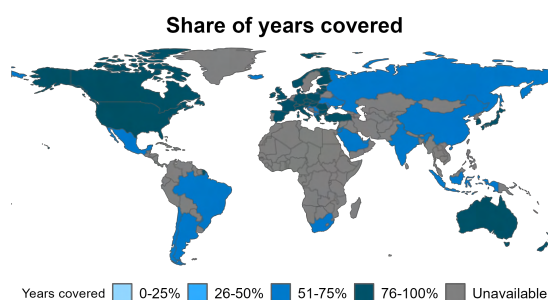 Share of years covered
Years covered 0-25% 26-50% 51-75% 76-100% Unavailable